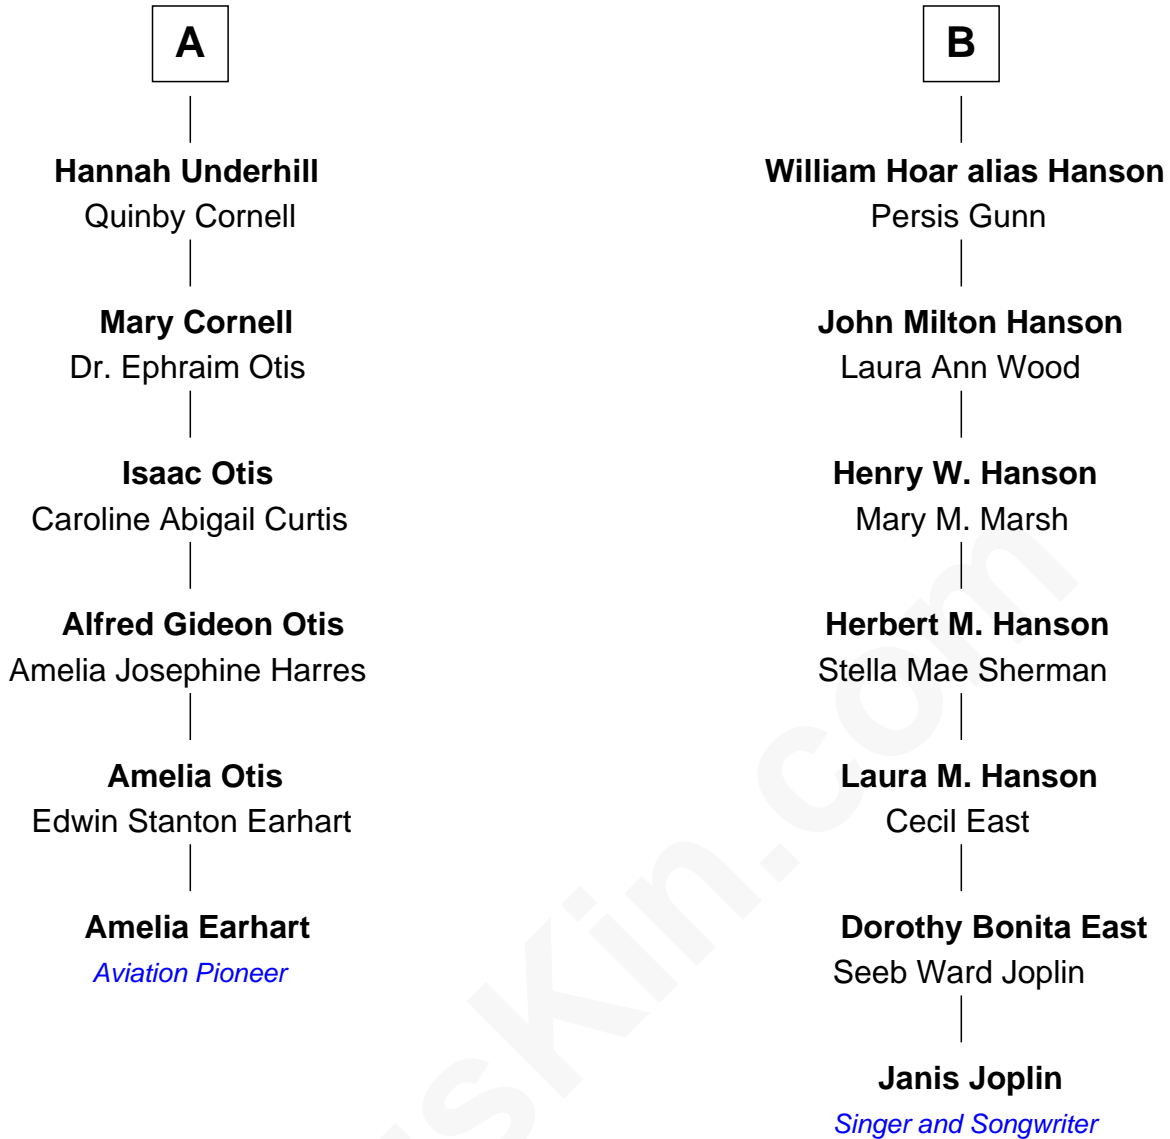 A
Hannah Underhill
Quinby Cornell
Mary Cornell
Dr. Ephraim Otis
Isaac Otis
Caroline Abigail Curtis
Alfred Gideon Otis
Amelia Josephine Harres
Amelia Otis
Edwin Stanton Earhart
Amelia Earhart
Aviation Pioneer
B
William Hoar alias Hanson
Persis Gunn
John Milton Hanson
Laura Ann Wood
Henry W. Hanson
Mary M. Marsh
Herbert M. Hanson
Stella Mae Sherman
Laura M. Hanson
Cecil East
Dorothy Bonita East
Seeb Ward Joplin
Janis Joplin
Singer and Songwriter